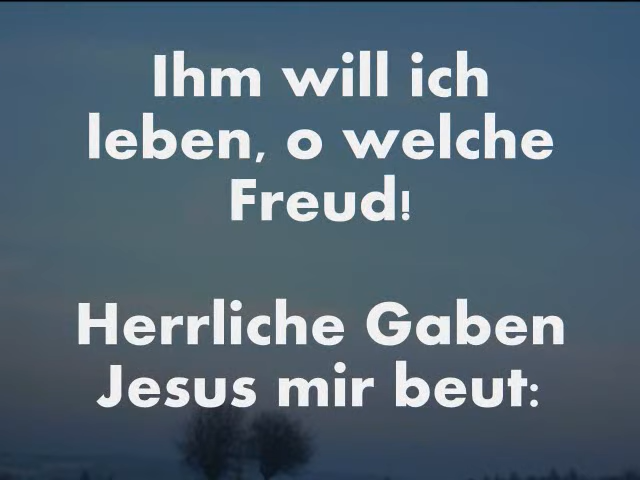 Ihm will ich
leben, o welche
Freud!
Herrliche Gaben
Jesus mir beut: